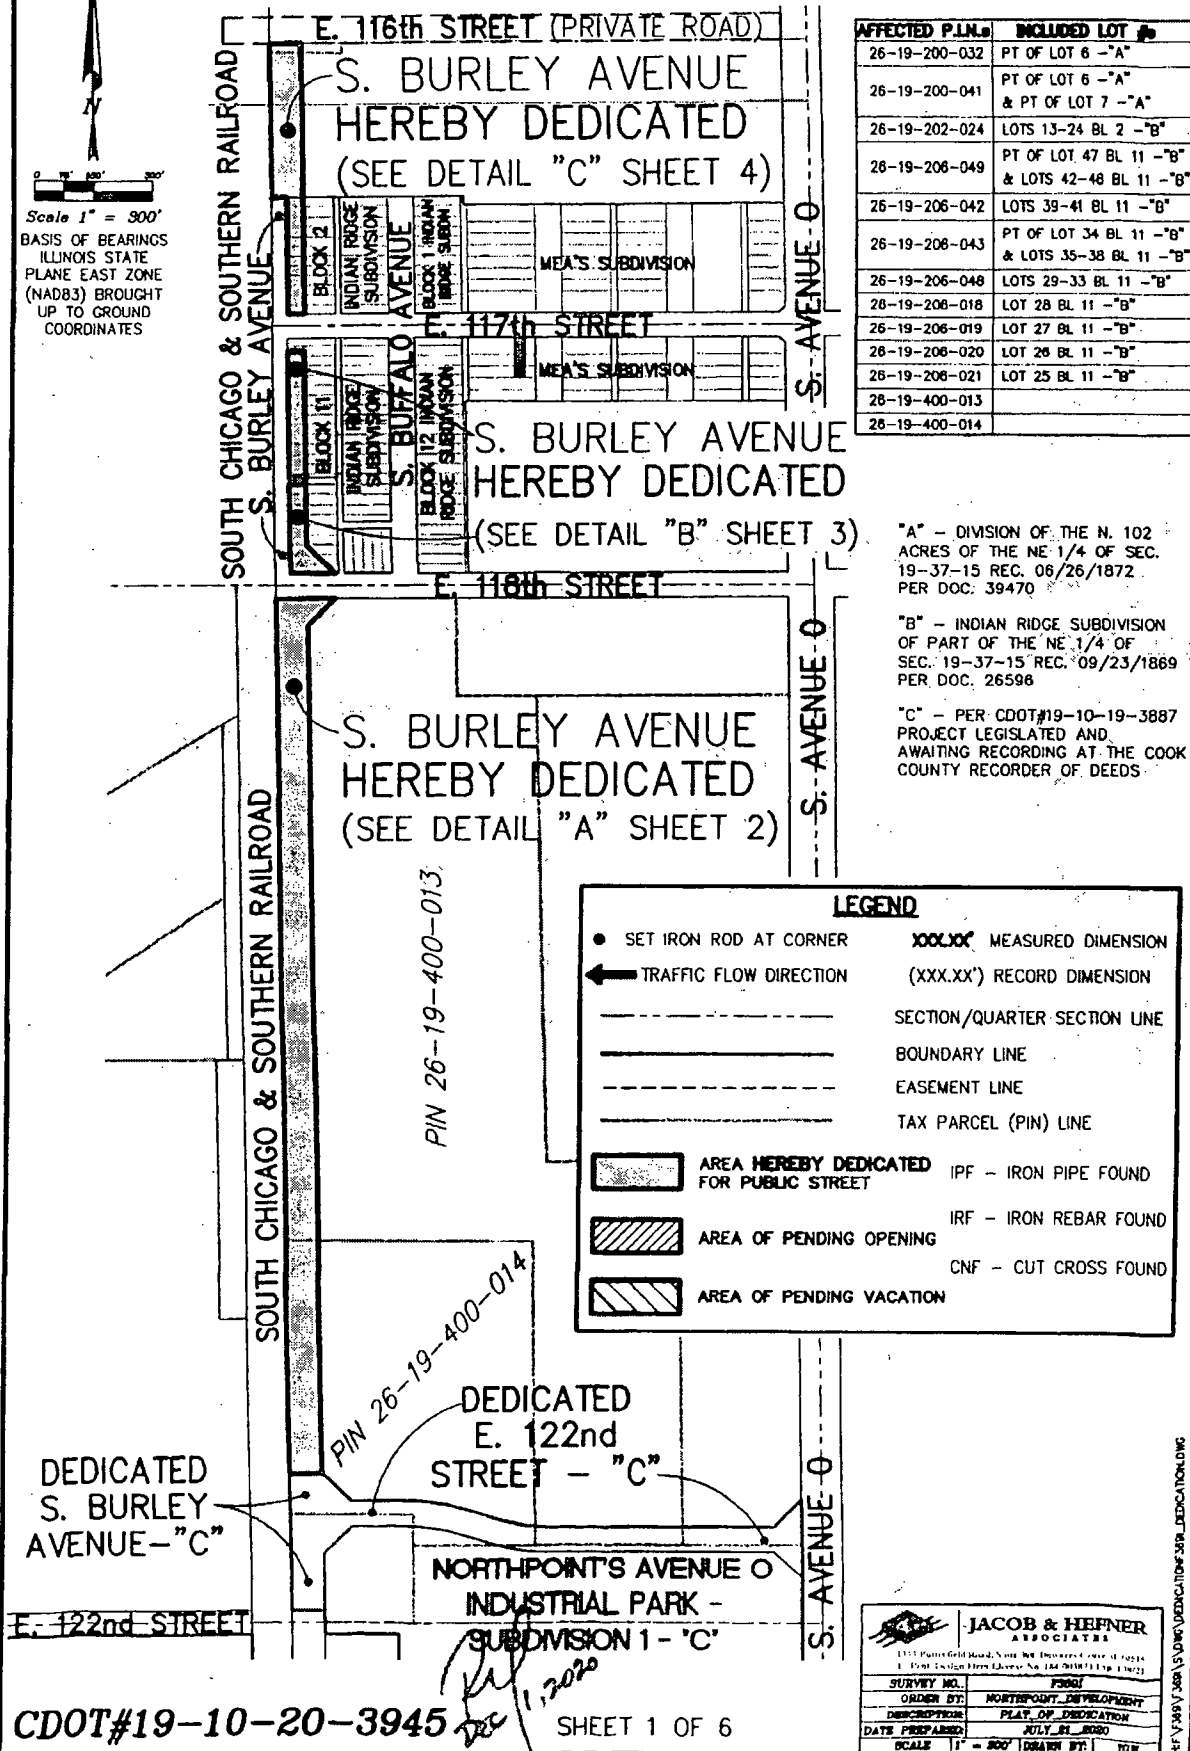 N
0 75' 150' 300'
Scale 1" = 300'
BASIS OF BEARINGS
ILLINOIS STATE
PLANE EAST ZONE
(NAD83) BROUGHT
UP TO GROUND
COORDINATES
E. 116th STREET (PRIVATE ROAD)
S. BURLEY AVENUE
HEREBY DEDICATED
(SEE DETAIL "C" SHEET 4)
SOUTH CHICAGO & SOUTHERN RAILROAD
S. BURLEY AVENUE
BLOCK 2
INDIAN RIDGE
SUBDIVISION
S. BUFFALO AVENUE
BLOCK 1 INDIAN
RIDGE SUBDN
MEA'S SUBDIVISION
S. AVENUE O
E. 117th STREET
BLOCK 11
INDIAN RIDGE
SUBDIVISION
BLOCK 12 INDIAN
RIDGE SUBDIVISION
MEA'S SUBDIVISION
S. BURLEY AVENUE
HEREBY DEDICATED
(SEE DETAIL "B" SHEET 3)
E. 118th STREET
AFFECTED P.I.N.s INCLUDED LOT #s
26-19-200-032 PT OF LOT 6 -"A"
26-19-200-041 PT OF LOT 6 -"A"
& PT OF LOT 7 -"A"
26-19-202-024 LOTS 13-24 BL 2 -"B"
26-19-206-049 PT OF LOT 47 BL 11 -"B"
& LOTS 42-46 BL 11 -"B"
26-19-206-042 LOTS 39-41 BL 11 -"B"
26-19-206-043 PT OF LOT 34 BL 11 -"B"
& LOTS 35-38 BL 11 -"B"
26-19-206-048 LOTS 29-33 BL 11 -"B"
26-19-206-018 LOT 28 BL 11 -"B"
26-19-206-019 LOT 27 BL 11 -"B"
26-19-206-020 LOT 26 BL 11 -"B"
26-19-206-021 LOT 25 BL 11 -"B"
26-19-400-013
26-19-400-014
"A" - DIVISION OF THE N. 102
ACRES OF THE NE 1/4 OF SEC.
19-37-15 REC. 06/26/1872
PER DOC. 39470
"B" - INDIAN RIDGE SUBDIVISION
OF PART OF THE NE 1/4 OF
SEC. 19-37-15 REC. 09/23/1869
PER DOC. 26596
"C" - PER CDOT#19-10-19-3887
PROJECT LEGISLATED AND
AWAITING RECORDING AT THE COOK
COUNTY RECORDER OF DEEDS
S. BURLEY AVENUE
HEREBY DEDICATED
(SEE DETAIL "A" SHEET 2)
S. AVENUE O
SOUTH CHICAGO & SOUTHERN RAILROAD
PIN 26-19-400-013
LEGEND
SET IRON ROD AT CORNER
XXX.XX' MEASURED DIMENSION
TRAFFIC FLOW DIRECTION
(XXX.XX') RECORD DIMENSION
SECTION/QUARTER SECTION LINE
BOUNDARY LINE
EASEMENT LINE
TAX PARCEL (PIN) LINE
AREA HEREBY DEDICATED
FOR PUBLIC STREET
IPF - IRON PIPE FOUND
IRF - IRON REBAR FOUND
AREA OF PENDING OPENING
CNF - CUT CROSS FOUND
AREA OF PENDING VACATION
PIN 26-19-400-014
DEDICATED
E. 122nd
STREET - "C"
DEDICATED
S. BURLEY
AVENUE-"C"
S. AVENUE O
NORTHPOINT'S AVENUE O
INDUSTRIAL PARK -
SUBDIVISION 1 - "C"
E. 122nd STREET
Dec 1, 2020
CDOT#19-10-20-3945
SHEET 1 OF 6
JACOB & HEFNER
ASSOCIATES
SURVEY NO.: F389f
ORDER BY: NORTHPOINT DEVELOPMENT
DESCRIPTION: PLAT OF DEDICATION
DATE PREPARED: JULY 21, 2020
SCALE 1" = 300' DRAWN BY: